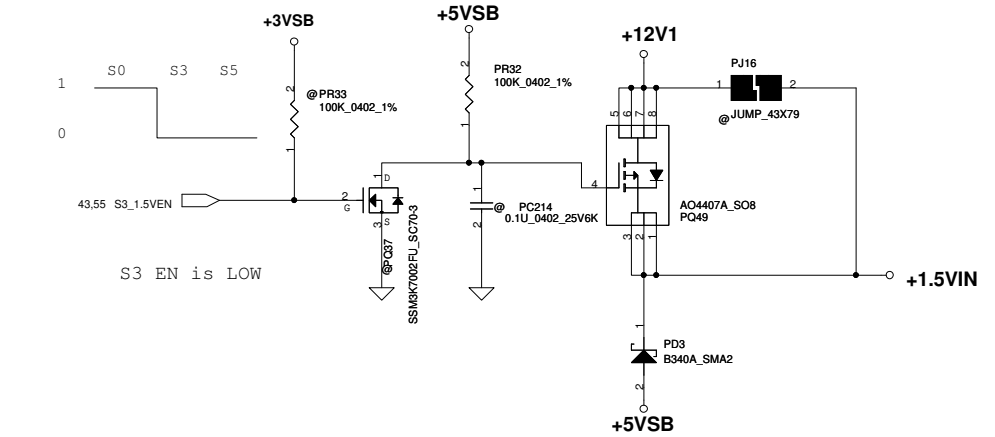 +3VSB
+5VSB
+12V1
S0 S3 S5
1
0
2
@PR33
100K_0402_1%
1
2
PR32
100K_0402_1%
1
PJ16
1 2
@ JUMP_43X79
5 6 7 8
4
AO4407A_SO8
PQ49
3 2 1
43,55 S3_1.5VEN
2
G
1
D
3
S
@PQ37
SSM3K7002FU_SC70-3
1
@ PC214
0.1U_0402_25V6K
2
S3 EN is LOW
+1.5VIN
1
PD3
B340A_SMA2
2
+5VSB